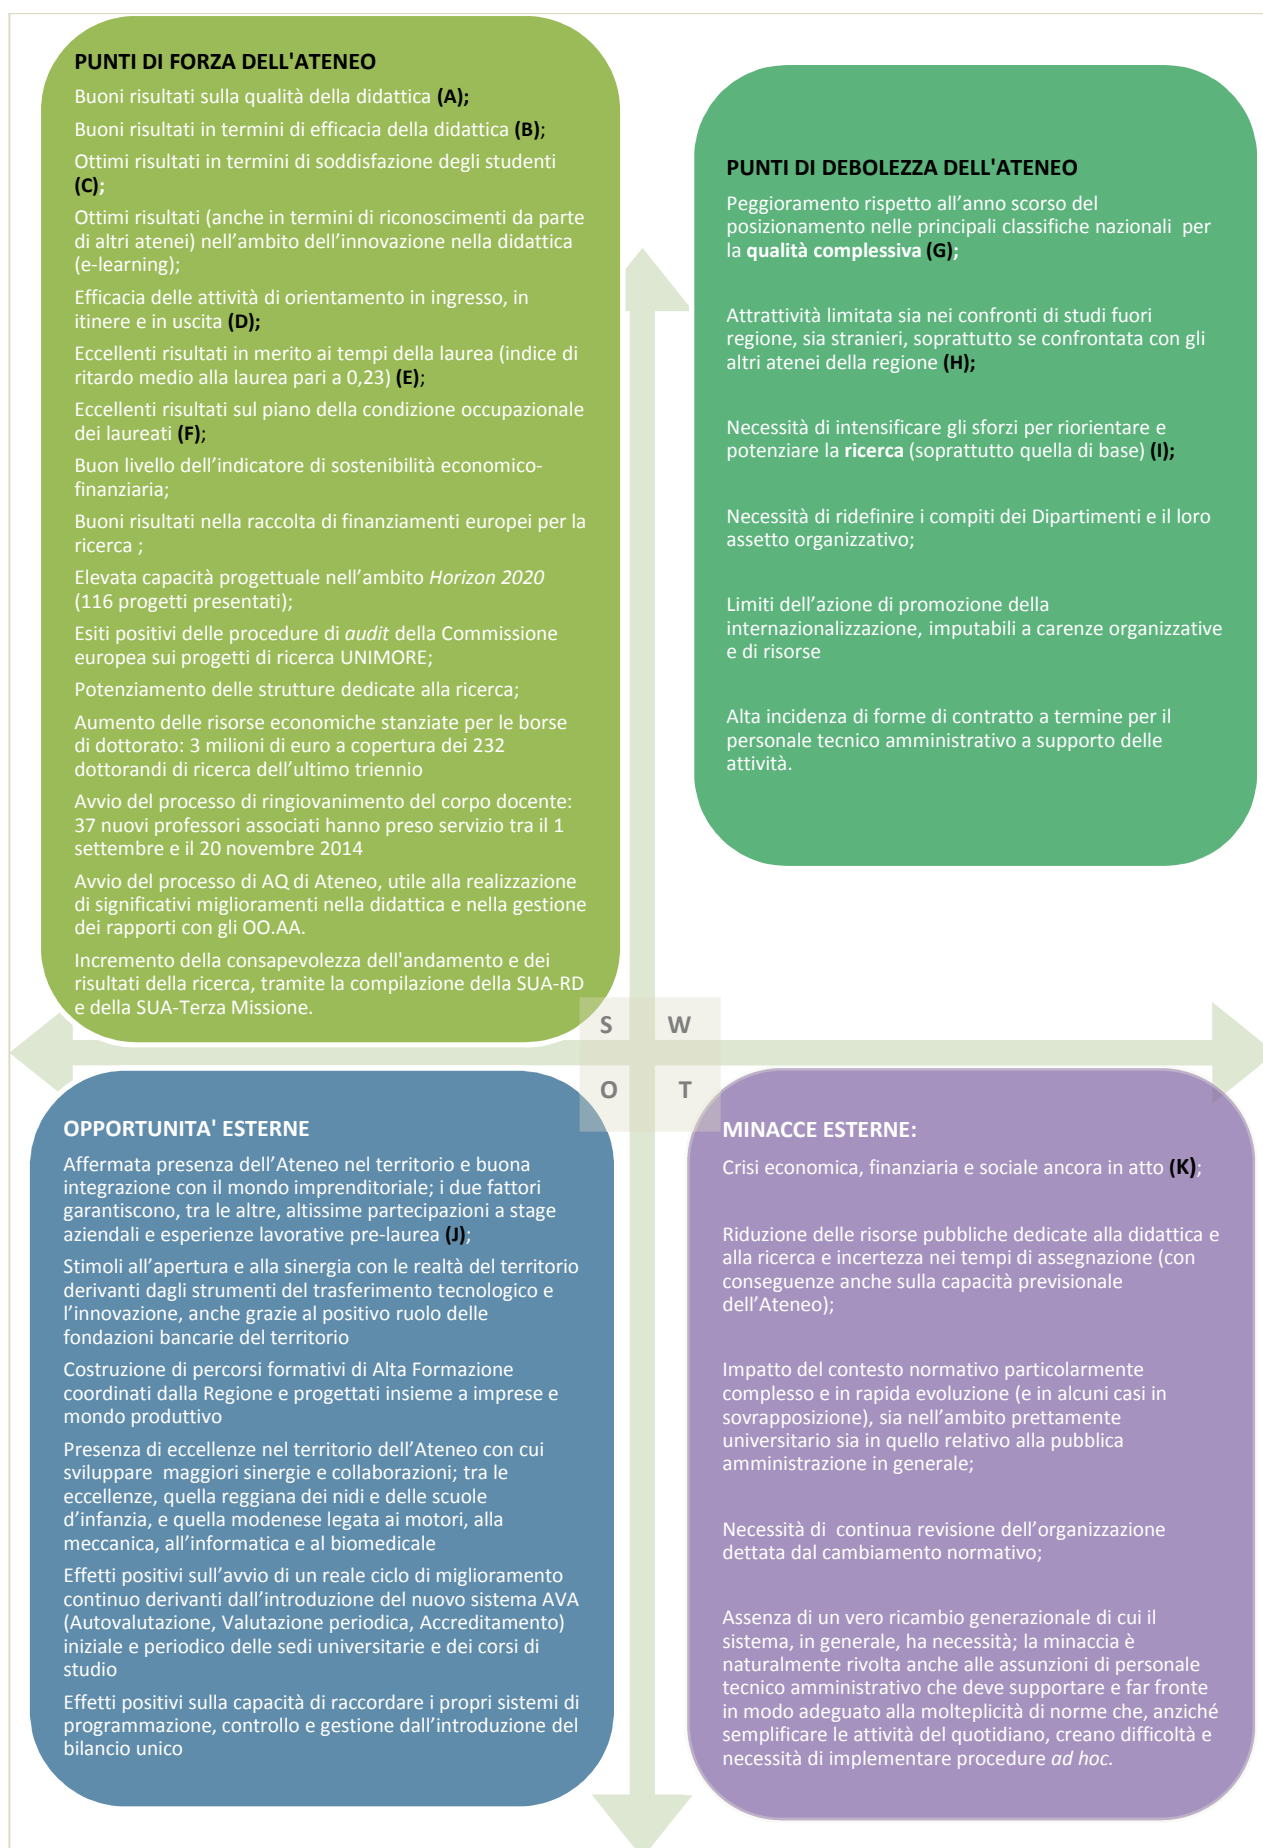 PUNTI DI FORZA DELL'ATENEO
Buoni risultati sulla qualità della didattica (A);
Buoni risultati in termini di efficacia della didattica (B);
Ottimi risultati in termini di soddisfazione degli studenti
(C);
Ottimi risultati (anche in termini di riconoscimenti da parte
di altri atenei) nell’ambito dell’innovazione nella didattica
(e-learning);
Efficacia delle attività di orientamento in ingresso, in
itinere e in uscita (D);
Eccellenti risultati in merito ai tempi della laurea (indice di
ritardo medio alla laurea pari a 0,23) (E);
Eccellenti risultati sul piano della condizione occupazionale
dei laureati (F);
Buon livello dell’indicatore di sostenibilità economico-
finanziaria;
Buoni risultati nella raccolta di finanziamenti europei per la
ricerca ;
Elevata capacità progettuale nell’ambito Horizon 2020
(116 progetti presentati);
Esiti positivi delle procedure di audit della Commissione
europea sui progetti di ricerca UNIMORE;
Potenziamento delle strutture dedicate alla ricerca;
Aumento delle risorse economiche stanziate per le borse
di dottorato: 3 milioni di euro a copertura dei 232
dottorandi di ricerca dell’ultimo triennio
Avvio del processo di ringiovanimento del corpo docente:
37 nuovi professori associati hanno preso servizio tra il 1
settembre e il 20 novembre 2014
Avvio del processo di AQ di Ateneo, utile alla realizzazione
di significativi miglioramenti nella didattica e nella gestione
dei rapporti con gli OO.AA.
Incremento della consapevolezza dell'andamento e dei
risultati della ricerca, tramite la compilazione della SUA-RD
e della SUA-Terza Missione.
PUNTI DI DEBOLEZZA DELL'ATENEO
Peggioramento rispetto all’anno scorso del
posizionamento nelle principali classifiche nazionali per
la qualità complessiva (G);
Attrattività limitata sia nei confronti di studi fuori
regione, sia stranieri, soprattutto se confrontata con gli
altri atenei della regione (H);
Necessità di intensificare gli sforzi per riorientare e
potenziare la ricerca (soprattutto quella di base) (I);
Necessità di ridefinire i compiti dei Dipartimenti e il loro
assetto organizzativo;
Limiti dell’azione di promozione della
internazionalizzazione, imputabili a carenze organizzative
e di risorse
Alta incidenza di forme di contratto a termine per il
personale tecnico amministrativo a supporto delle
attività.
S W
O T
OPPORTUNITA' ESTERNE
Affermata presenza dell’Ateneo nel territorio e buona
integrazione con il mondo imprenditoriale; i due fattori
garantiscono, tra le altre, altissime partecipazioni a stage
aziendali e esperienze lavorative pre-laurea (J);
Stimoli all’apertura e alla sinergia con le realtà del territorio
derivanti dagli strumenti del trasferimento tecnologico e
l’innovazione, anche grazie al positivo ruolo delle
fondazioni bancarie del territorio
Costruzione di percorsi formativi di Alta Formazione
coordinati dalla Regione e progettati insieme a imprese e
mondo produttivo
Presenza di eccellenze nel territorio dell’Ateneo con cui
sviluppare maggiori sinergie e collaborazioni; tra le
eccellenze, quella reggiana dei nidi e delle scuole
d’infanzia, e quella modenese legata ai motori, alla
meccanica, all’informatica e al biomedicale
Effetti positivi sull’avvio di un reale ciclo di miglioramento
continuo derivanti dall’introduzione del nuovo sistema AVA
(Autovalutazione, Valutazione periodica, Accreditamento)
iniziale e periodico delle sedi universitarie e dei corsi di
studio
Effetti positivi sulla capacità di raccordare i propri sistemi di
programmazione, controllo e gestione dall’introduzione del
bilancio unico
MINACCE ESTERNE:
Crisi economica, finanziaria e sociale ancora in atto (K);
Riduzione delle risorse pubbliche dedicate alla didattica e
alla ricerca e incertezza nei tempi di assegnazione (con
conseguenze anche sulla capacità previsionale
dell’Ateneo);
Impatto del contesto normativo particolarmente
complesso e in rapida evoluzione (e in alcuni casi in
sovrapposizione), sia nell’ambito prettamente
universitario sia in quello relativo alla pubblica
amministrazione in generale;
Necessità di continua revisione dell’organizzazione
dettata dal cambiamento normativo;
Assenza di un vero ricambio generazionale di cui il
sistema, in generale, ha necessità; la minaccia è
naturalmente rivolta anche alle assunzioni di personale
tecnico amministrativo che deve supportare e far fronte
in modo adeguato alla molteplicità di norme che, anziché
semplificare le attività del quotidiano, creano difficoltà e
necessità di implementare procedure ad hoc.